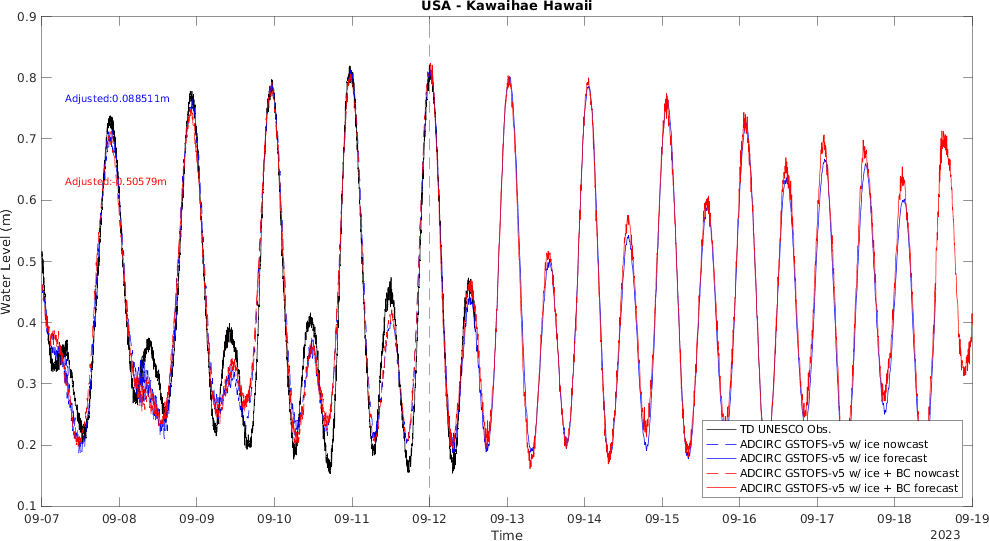 USA - Kawaihae Hawaii
0.9
0.8
0.7
0.6
0.5
0.4
0.3
0.2
0.1
Water Level (m)
Adjusted:0.088511m
Adjusted:-0.50579m
TD UNESCO Obs.
ADCIRC GSTOFS-v5 w/ ice nowcast
ADCIRC GSTOFS-v5 w/ ice forecast
ADCIRC GSTOFS-v5 w/ ice + BC nowcast
ADCIRC GSTOFS-v5 w/ ice + BC forecast
09-07 09-08 09-09 09-10 09-11 09-12 09-13 09-14 09-15 09-16 09-17 09-18 09-19
Time
2023